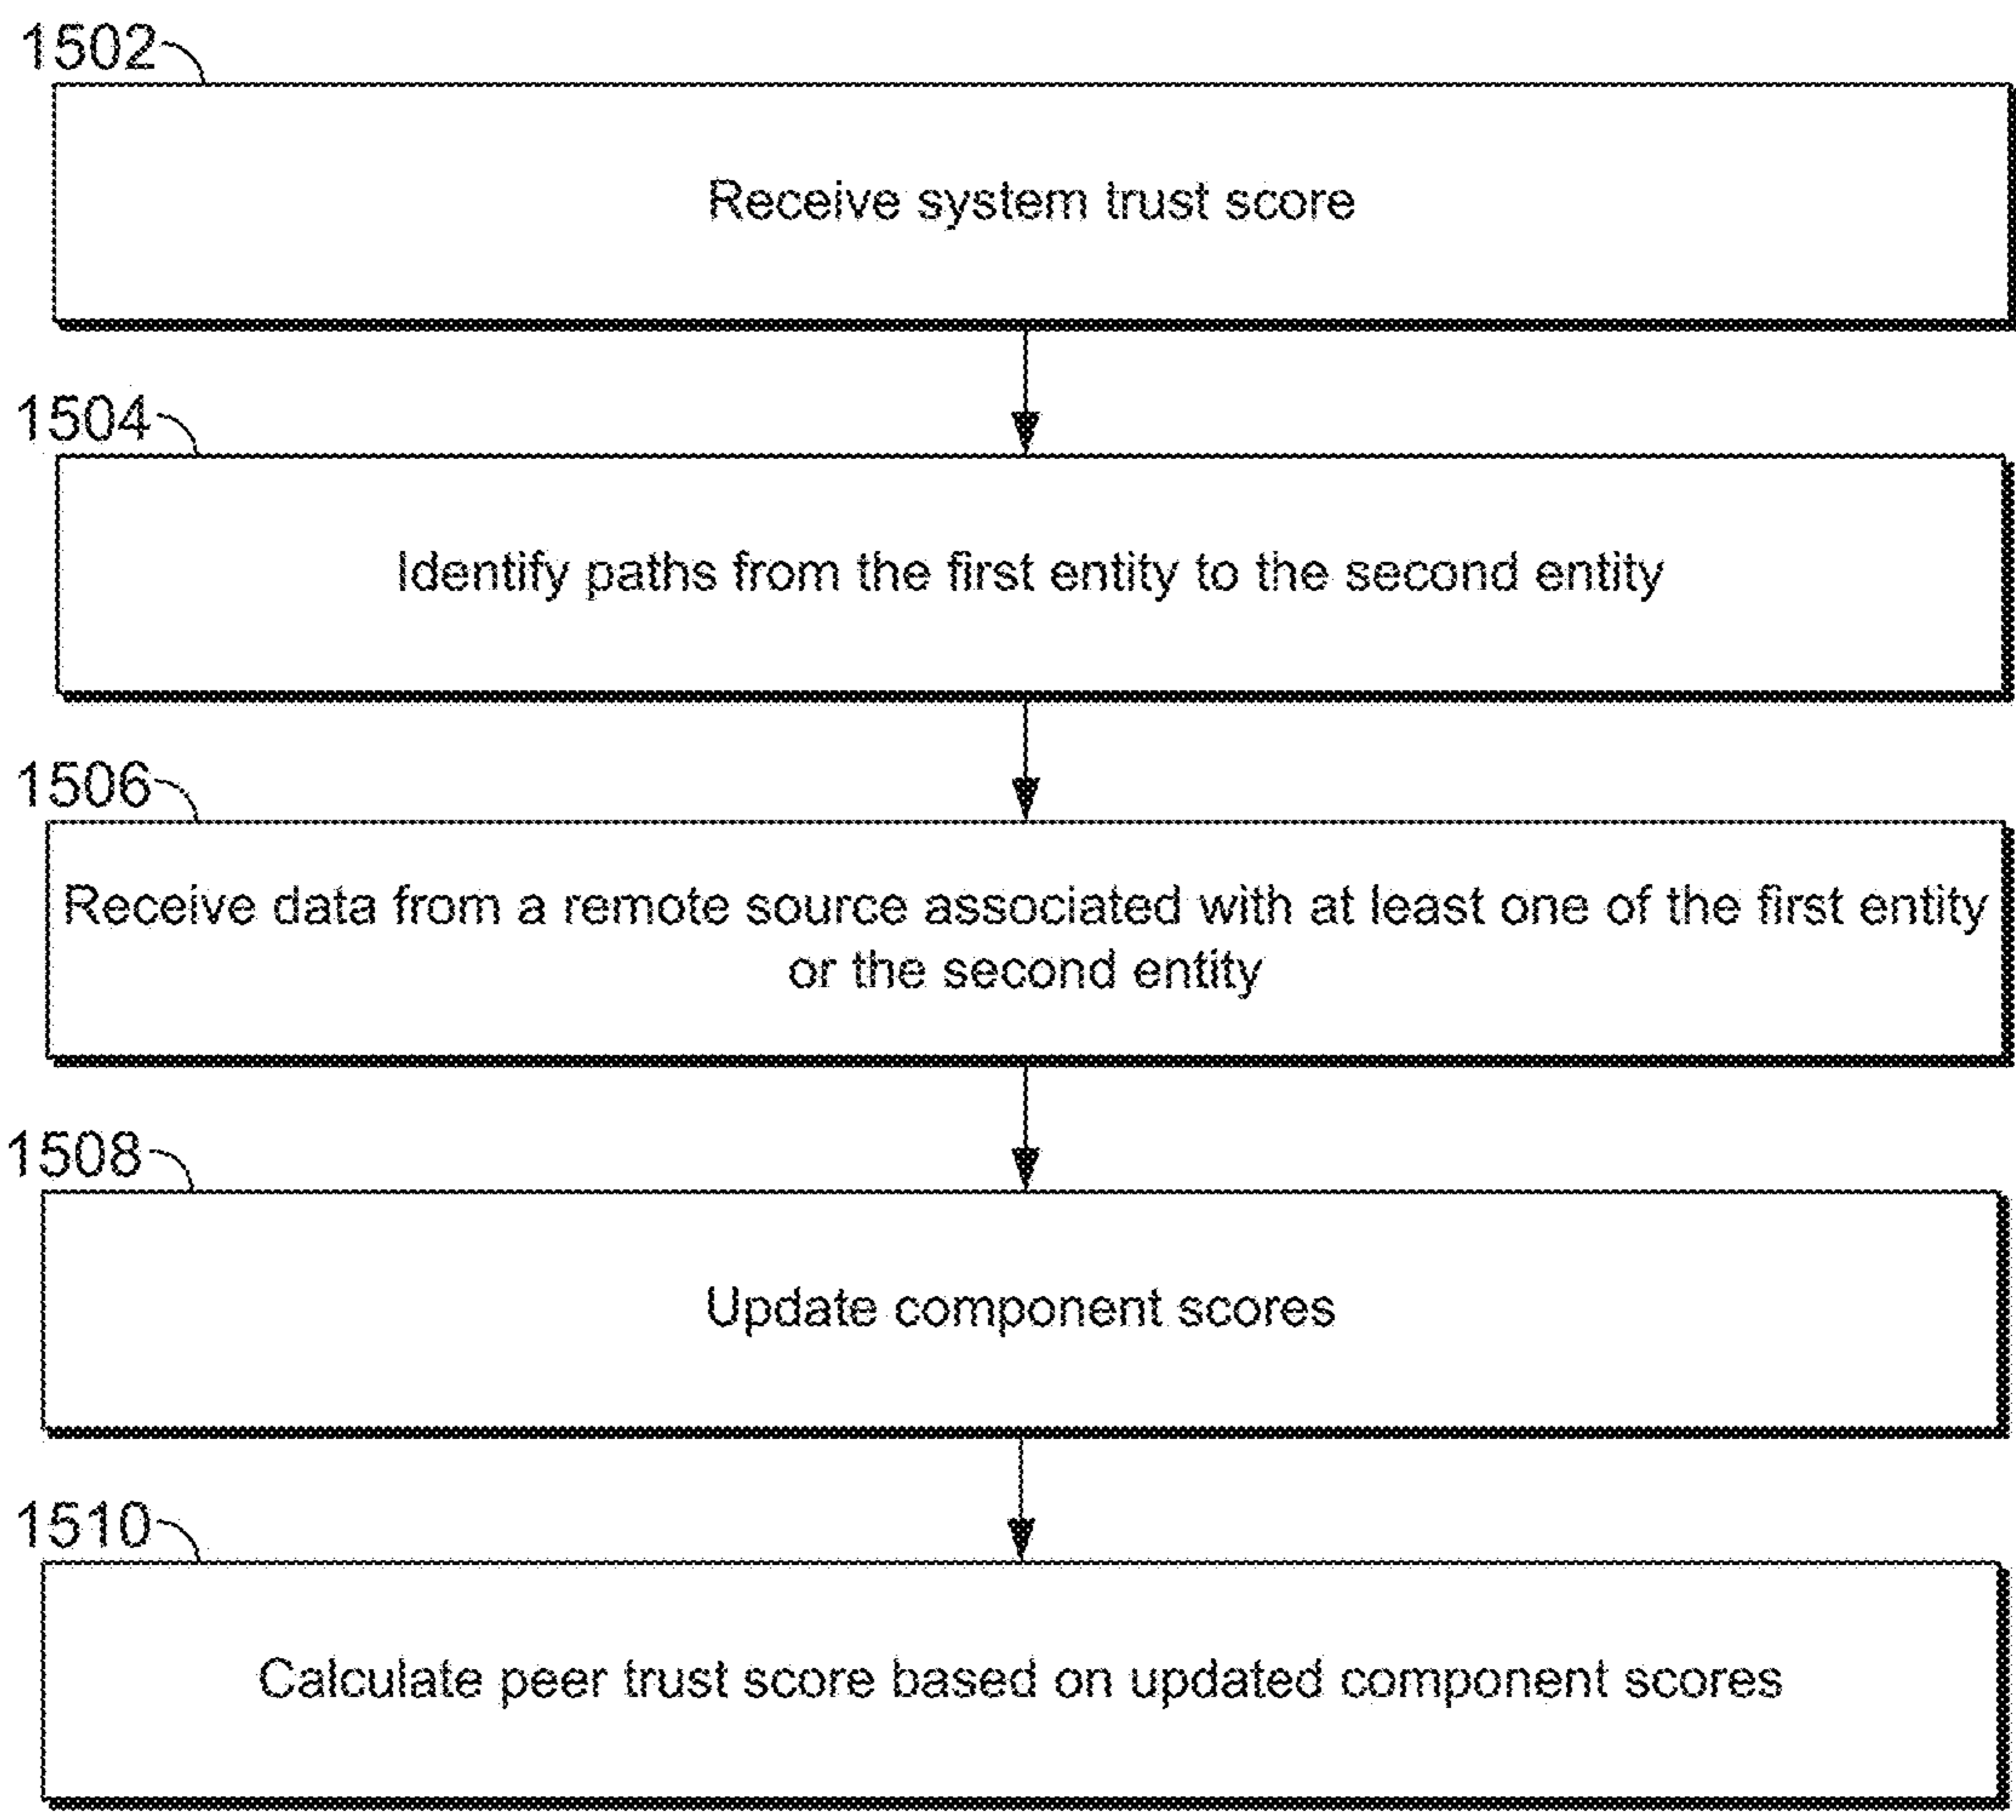 1502
Receive system trust score
1504
Identify paths from the first entity to the second entity
1506
Receive data from a remote source associated with at least one of the first entity
or the second entity
1508
Update component scores
1510
Calculate peer trust score based on updated component scores